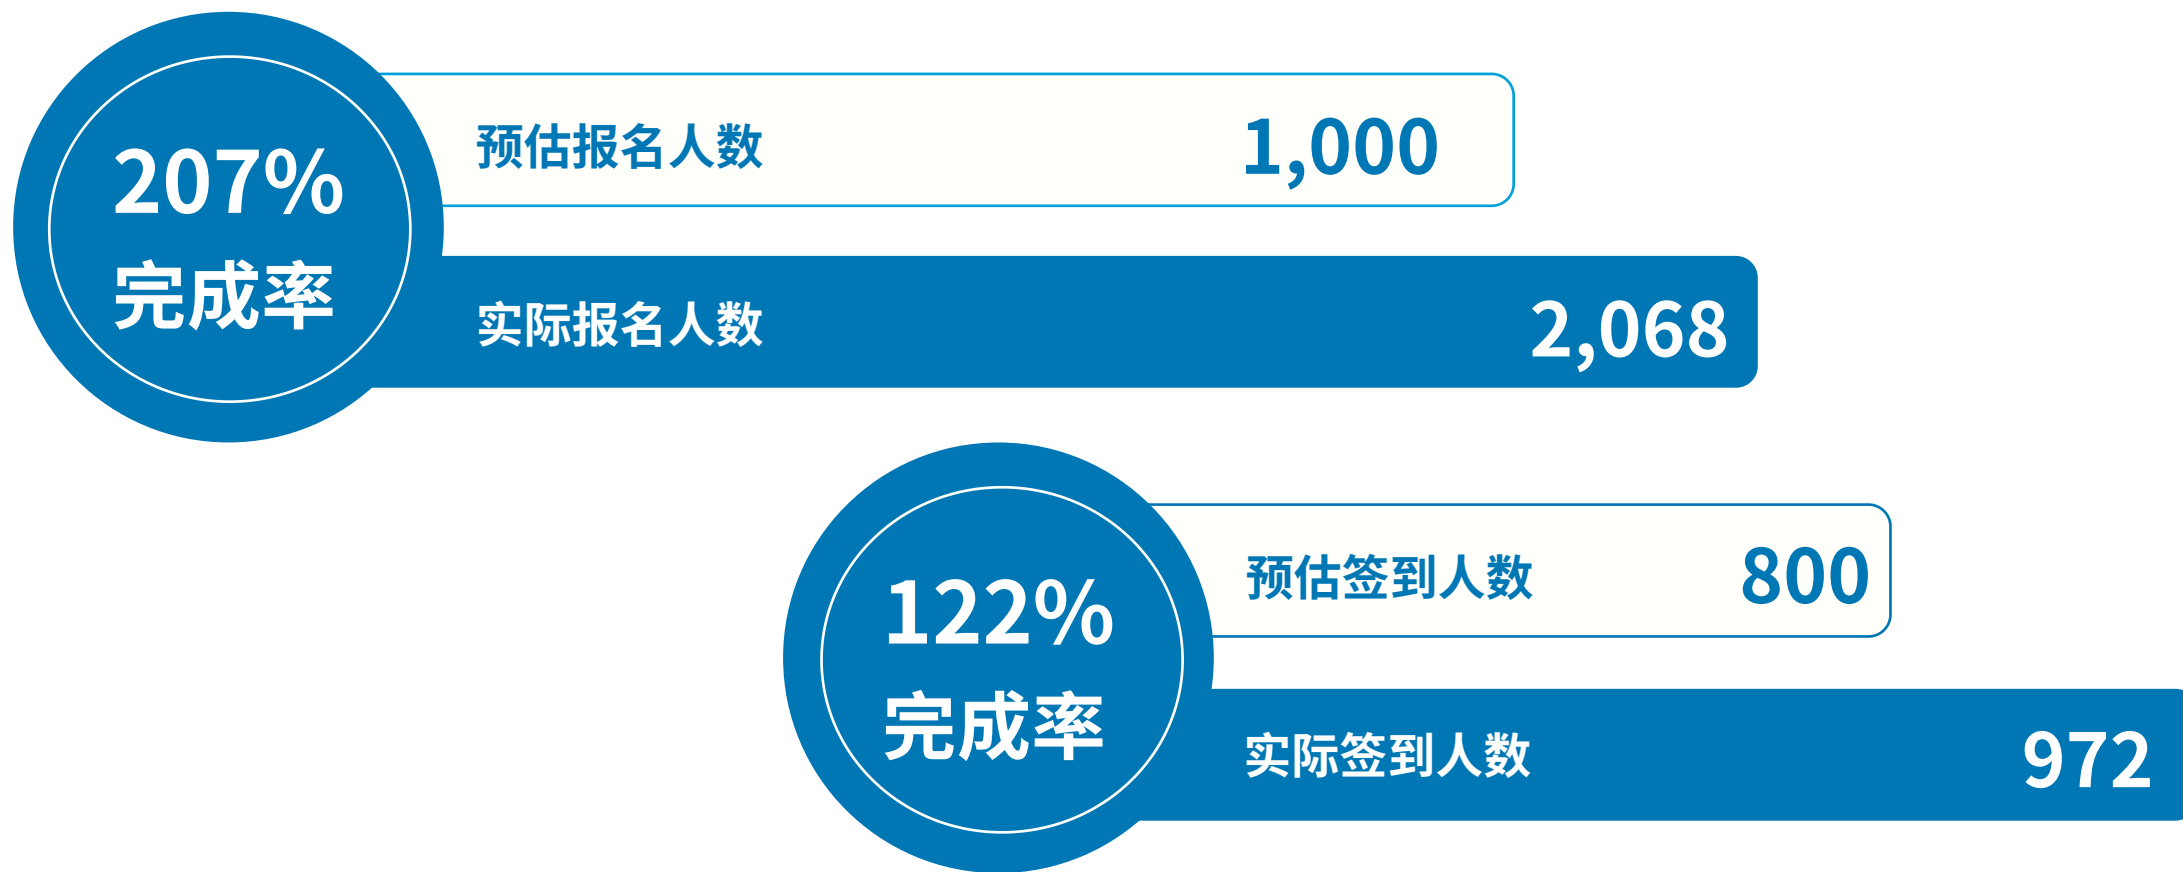 207%
完成率
预估报名人数 1,000
实际报名人数 2,068
122%
完成率
预估签到人数 800
实际签到人数 972